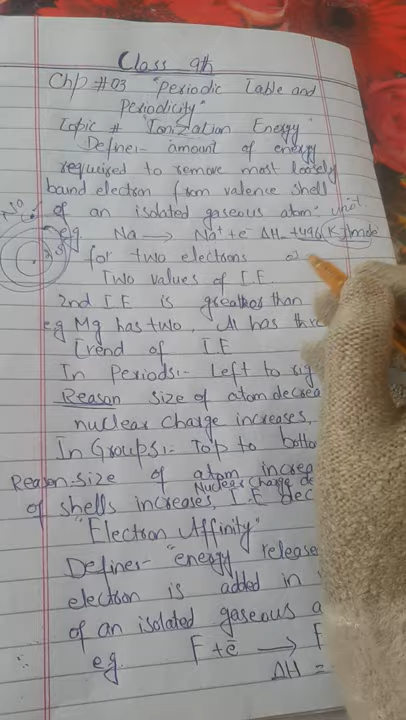 Class 9th
Chp #03 "Periodic Table and
Periodicity"
Topic # "Ionization Energy"
Define:- amount of energy
required to remove most loosely
bound electron from valence shell
of an isolated gaseous atom" unit
eg Na → Na+ + e ΔH = +496 KJ/mole
for two electrons
Two values of I.E.
2nd I.E is greater than
eg Mg has two, Al has thre
Trend of I.E
In Periods:- Left to rig
Reason Size of atom decrea
nuclear charge increases,
In Groups:- Top to botto
Reason:- Size of atom increa
Nuclear Charge de
of shells increases, I.E dec
"Electron Affinity"
Define:- "energy release
electron is added in
of an isolated gaseous a
eg. F + ē → F
ΔH =